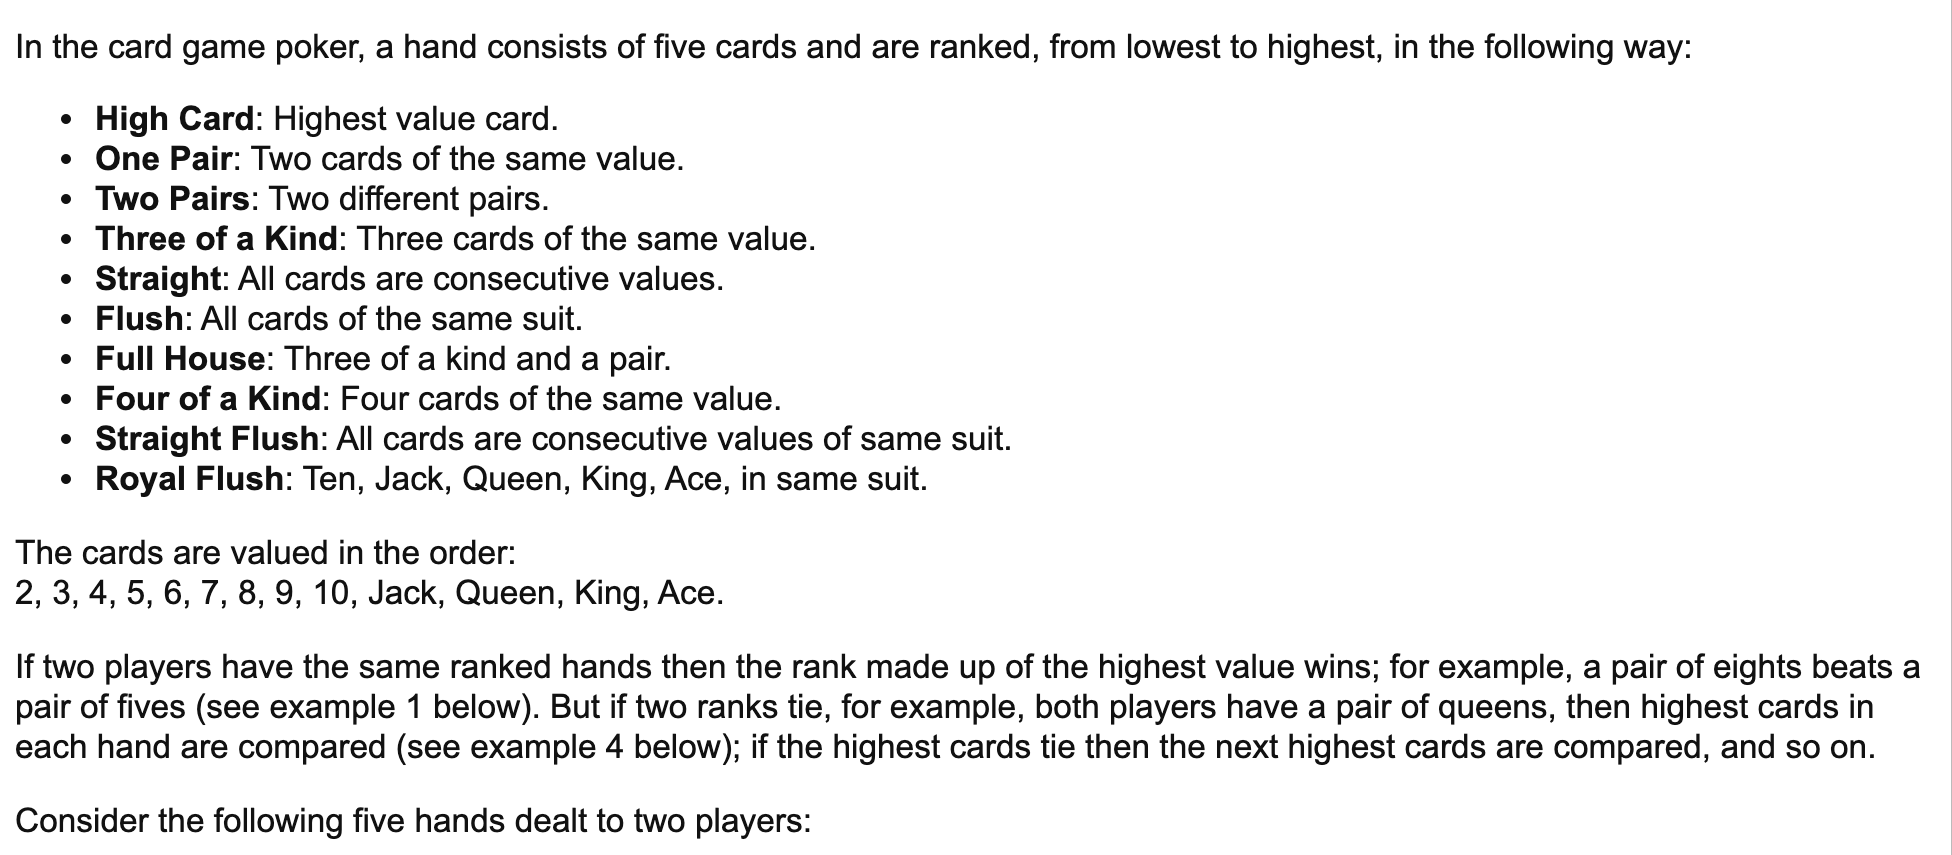 In the card game poker, a hand consists of five cards and are ranked, from lowest to highest, in the following way:
• High Card: Highest value card.
• One Pair: Two cards of the same value.
• Two Pairs: Two different pairs.
• Three of a Kind: Three cards of the same value.
• Straight: All cards are consecutive values.
• Flush: All cards of the same suit.
• Full House: Three of a kind and a pair.
• Four of a Kind: Four cards of the same value.
• Straight Flush: All cards are consecutive values of same suit.
• Royal Flush: Ten, Jack, Queen, King, Ace, in same suit.
The cards are valued in the order:
2, 3, 4, 5, 6, 7, 8, 9, 10, Jack, Queen, King, Ace.
If two players have the same ranked hands then the rank made up of the highest value wins; for example, a pair of eights beats a
pair of fives (see example 1 below). But if two ranks tie, for example, both players have a pair of queens, then highest cards in
each hand are compared (see example 4 below); if the highest cards tie then the next highest cards are compared, and so on.
Consider the following five hands dealt to two players: